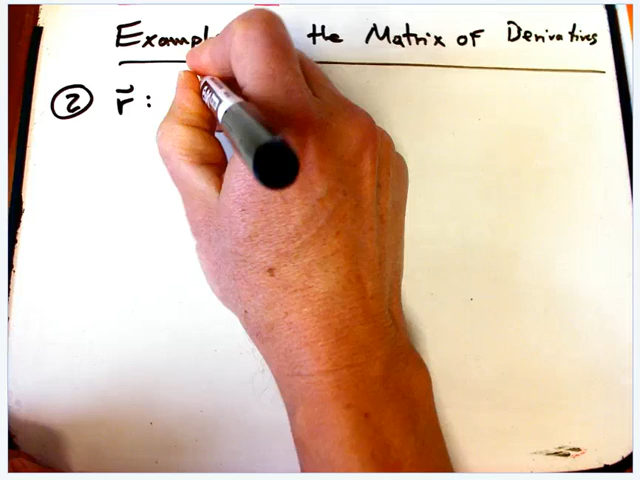 Exampl the Matrix of Derivatives
② r⃗ :